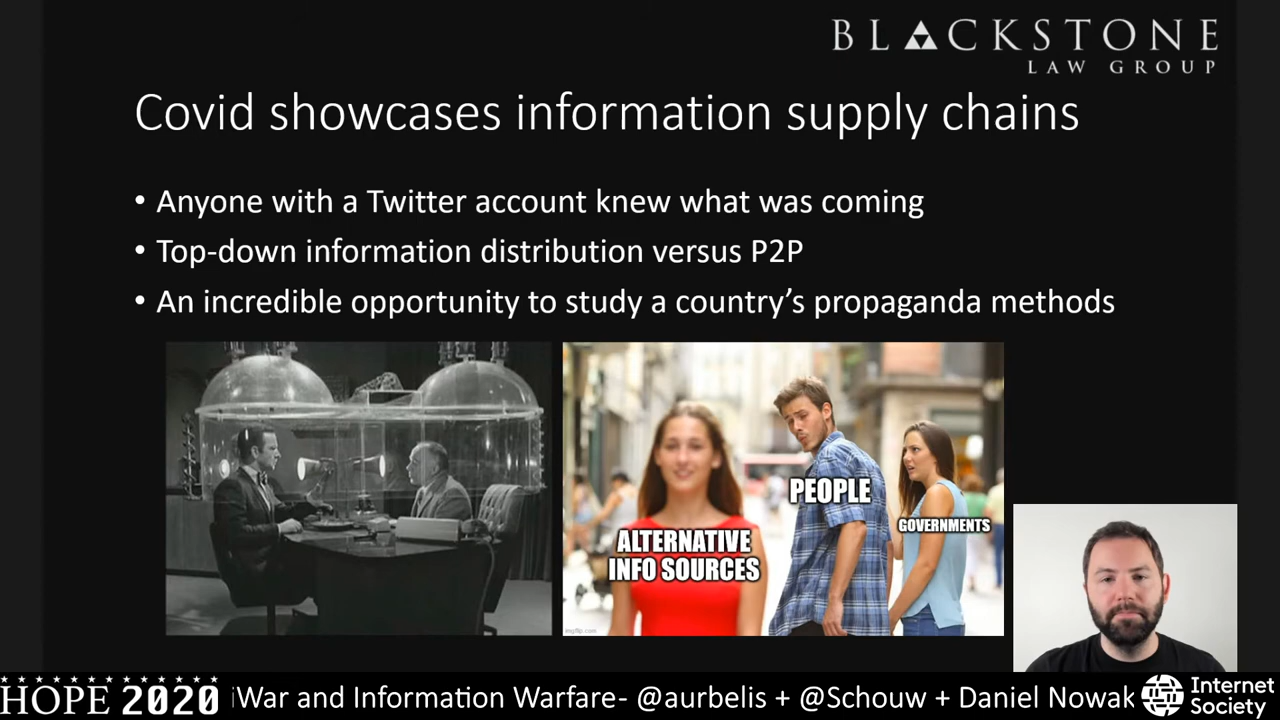 BLACKSTONE
LAW GROUP
Covid showcases information supply chains
• Anyone with a Twitter account knew what was coming
• Top-down information distribution versus P2P
• An incredible opportunity to study a country’s propaganda methods
ALTERNATIVE
INFO SOURCES
PEOPLE
GOVERNMENTS
imgflip.com
HOPE 2020
iWar and Information Warfare- @aurbelis + @Schouw + Daniel Nowak
Internet
Society